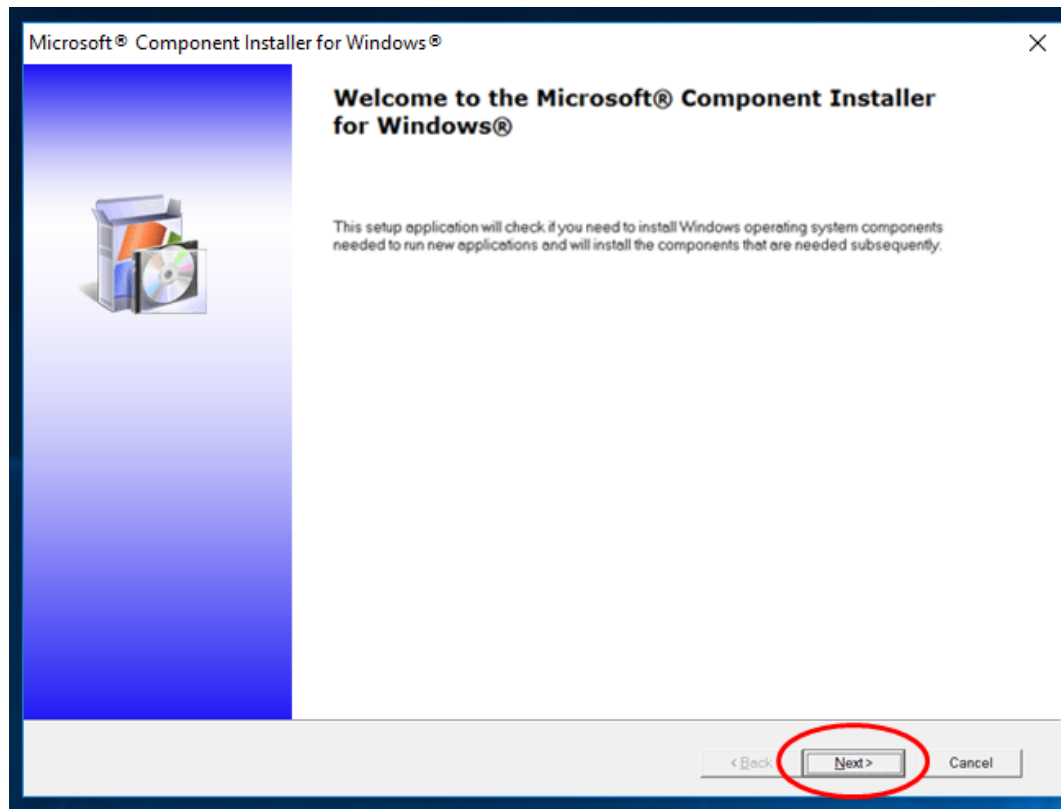 Microsoft® Component Installer for Windows®
Welcome to the Microsoft® Component Installer
for Windows®
This setup application will check if you need to install Windows operating system components
needed to run new applications and will install the components that are needed subsequently.
< Back
Next >
Cancel